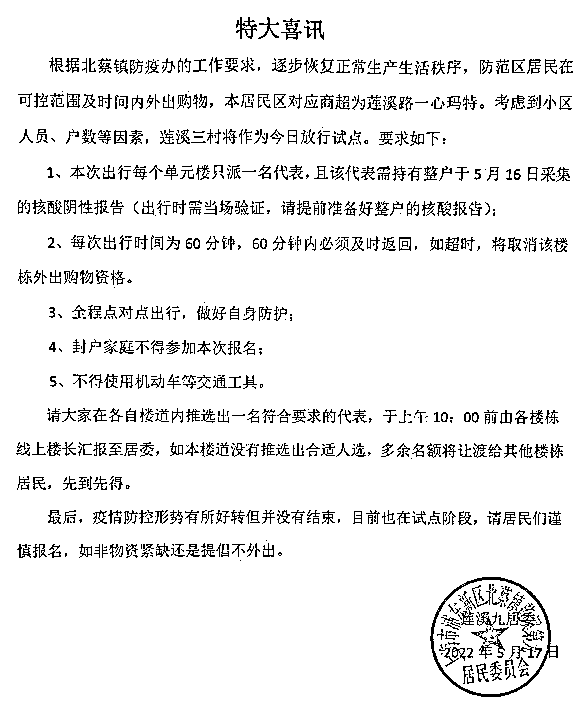 特大喜讯
根据北蔡镇防疫办的工作要求，逐步恢复正常生产生活秩序，防范区居民在
可控范围及时间内外出购物，本居民区对应商超为莲溪路一心玛特。考虑到小区
人员、户数等因素，莲溪三村将作为今日放行试点。要求如下：
1、本次出行每个单元楼只派一名代表，且该代表需持有整户于5月16日采集
的核酸阴性报告（出行时需当场验证，请提前准备好整户的核酸报告）；
2、每次出行时间为60分钟，60分钟内必须及时返回，如超时，将取消该楼
栋外出购物资格。
3、全程点对点出行，做好自身防护；
4、封户家庭不得参加本次报名；
5、不得使用机动车等交通工具。
请大家在各自楼道内推选出一名符合要求的代表，于上午10：00前由各楼栋
线上楼长汇报至居委，如本楼道没有推选出合适人选，多余名额将让渡给其他楼栋
居民，先到先得。
最后，疫情防控形势有所好转但并没有结束，目前也在试点阶段，请居民们谨
慎报名，如非物资紧缺还是提倡不外出。
莲溪九居
2022年5月17日
居民委员会